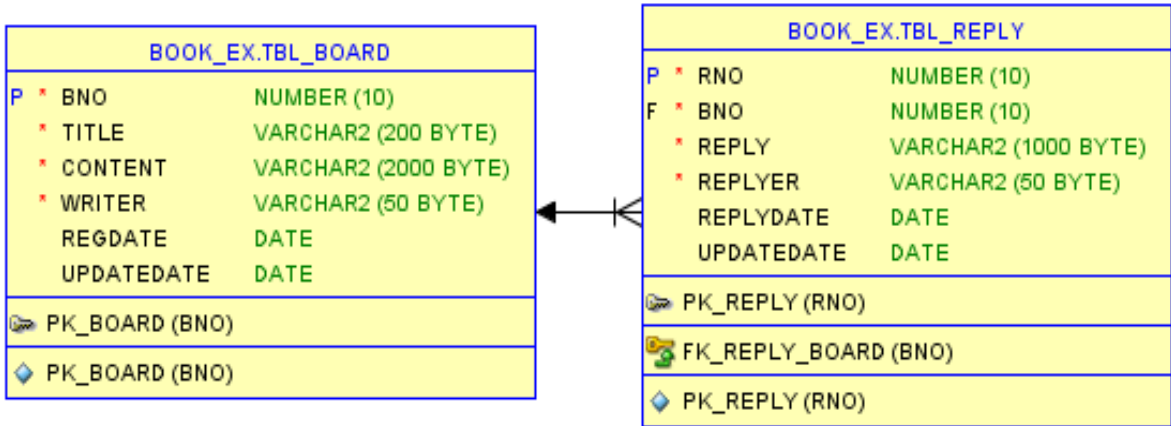 BOOK_EX.TBL_BOARD
P * BNO NUMBER (10)
* TITLE VARCHAR2 (200 BYTE)
* CONTENT VARCHAR2 (2000 BYTE)
* WRITER VARCHAR2 (50 BYTE)
REGDATE DATE
UPDATEDATE DATE
PK_BOARD (BNO)
PK_BOARD (BNO)
BOOK_EX.TBL_REPLY
P * RNO NUMBER (10)
F * BNO NUMBER (10)
* REPLY VARCHAR2 (1000 BYTE)
* REPLYER VARCHAR2 (50 BYTE)
REPLYDATE DATE
UPDATEDATE DATE
PK_REPLY (RNO)
FK_REPLY_BOARD (BNO)
PK_REPLY (RNO)